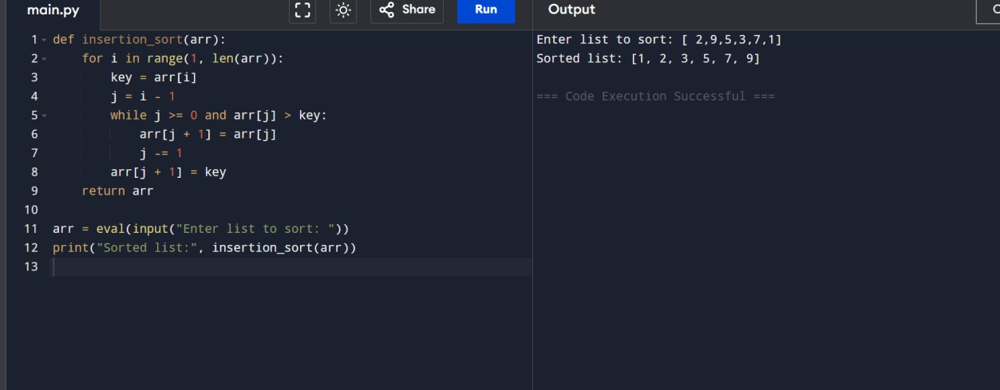 main.py
Share
Run
Output
1 def insertion_sort(arr):
2     for i in range(1, len(arr)):
3         key = arr[i]
4         j = i - 1
5         while j >= 0 and arr[j] > key:
6             arr[j + 1] = arr[j]
7             j -= 1
8         arr[j + 1] = key
9     return arr
10
11 arr = eval(input("Enter list to sort: "))
12 print("Sorted list:", insertion_sort(arr))
13
Enter list to sort: [ 2,9,5,3,7,1]
Sorted list: [1, 2, 3, 5, 7, 9]
=== Code Execution Successful ===